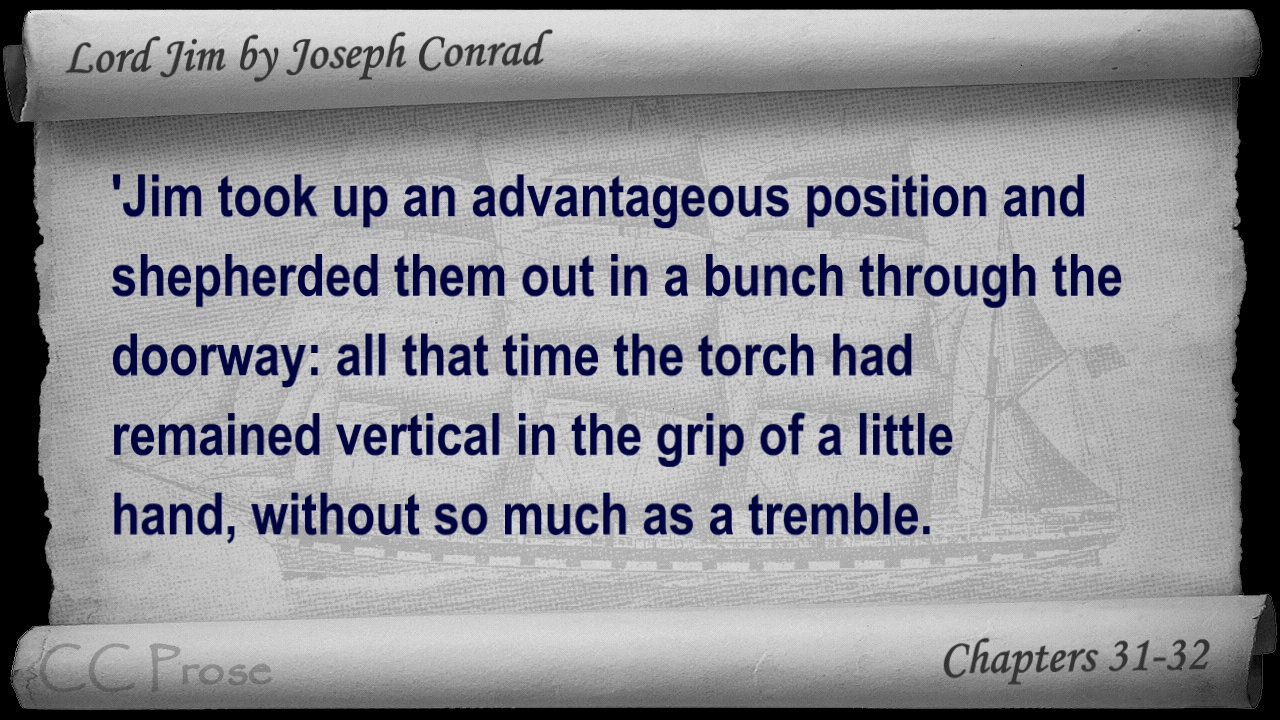 Lord Jim by Joseph Conrad
'Jim took up an advantageous position and
shepherded them out in a bunch through the
doorway: all that time the torch had
remained vertical in the grip of a little
hand, without so much as a tremble.
CC Prose
Chapters 31-32